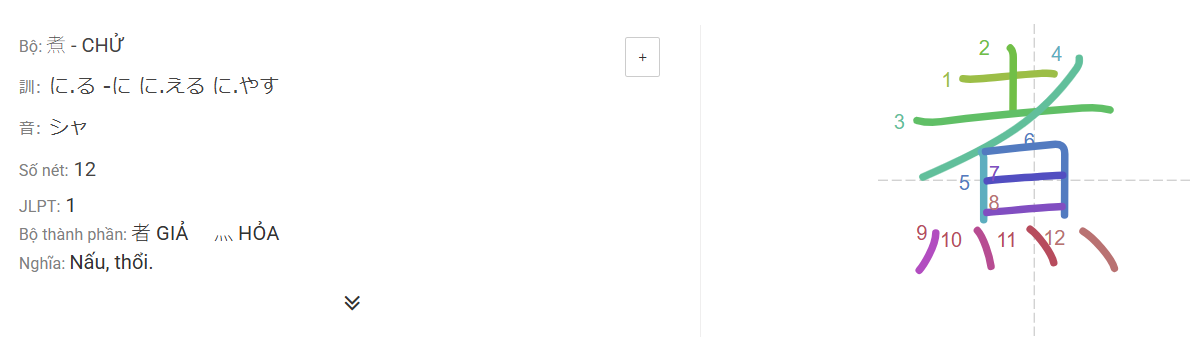 Bộ: 煮 - CHỬ
+
訓: に.る -に に.える に.やす
音: シャ
Số nét: 12
JLPT: 1
Bộ thành phần: 者 GIẢ 灬 HỎA
Nghĩa: Nấu, thổi.
煮
1
2
3
4
5
6
7
8
9
10
11
12